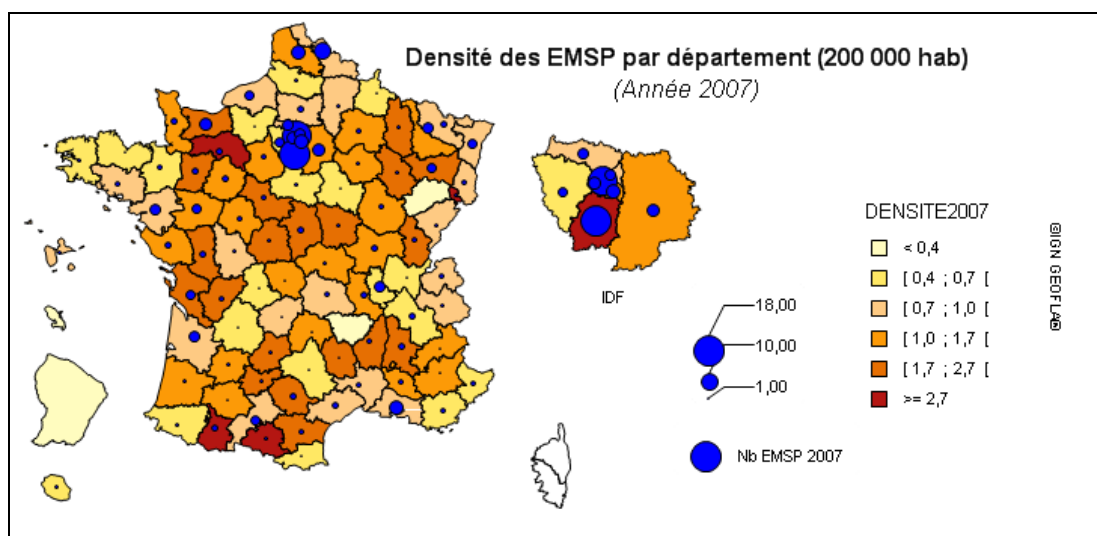 Densité des EMSP par département (200 000 hab)
(Année 2007)
DENSITE2007
< 0,4
[ 0,4 ; 0,7 [
[ 0,7 ; 1,0 [
[ 1,0 ; 1,7 [
[ 1,7 ; 2,7 [
>= 2,7
IDF
18,00
10,00
1,00
Nb EMSP 2007
©IGN GEOFLA®